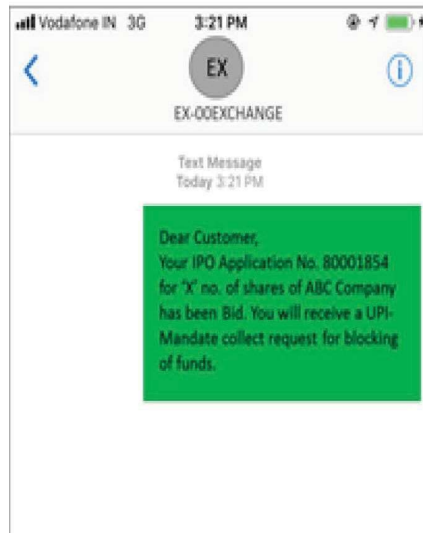 Vodafone IN 3G 3:21 PM
EX
EX-00EXCHANGE
Text Message
Today 3:21 PM
Dear Customer,
Your IPO Application No. 80001854
for 'X' no. of shares of ABC Company
has been Bid. You will receive a UPI-
Mandate collect request for blocking
of funds.